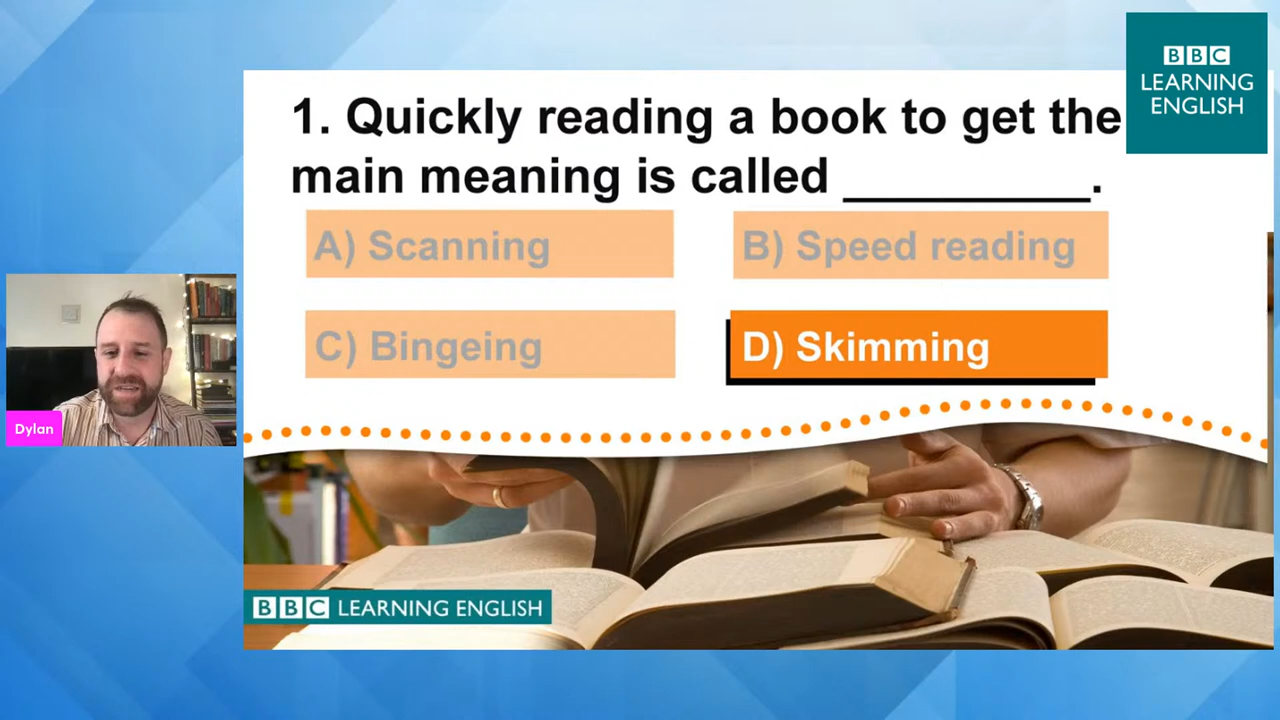 BBC
LEARNING
ENGLISH
1. Quickly reading a book to get the
main meaning is called _________.
A) Scanning
B) Speed reading
C) Bingeing
D) Skimming
Dylan
BBC LEARNING ENGLISH